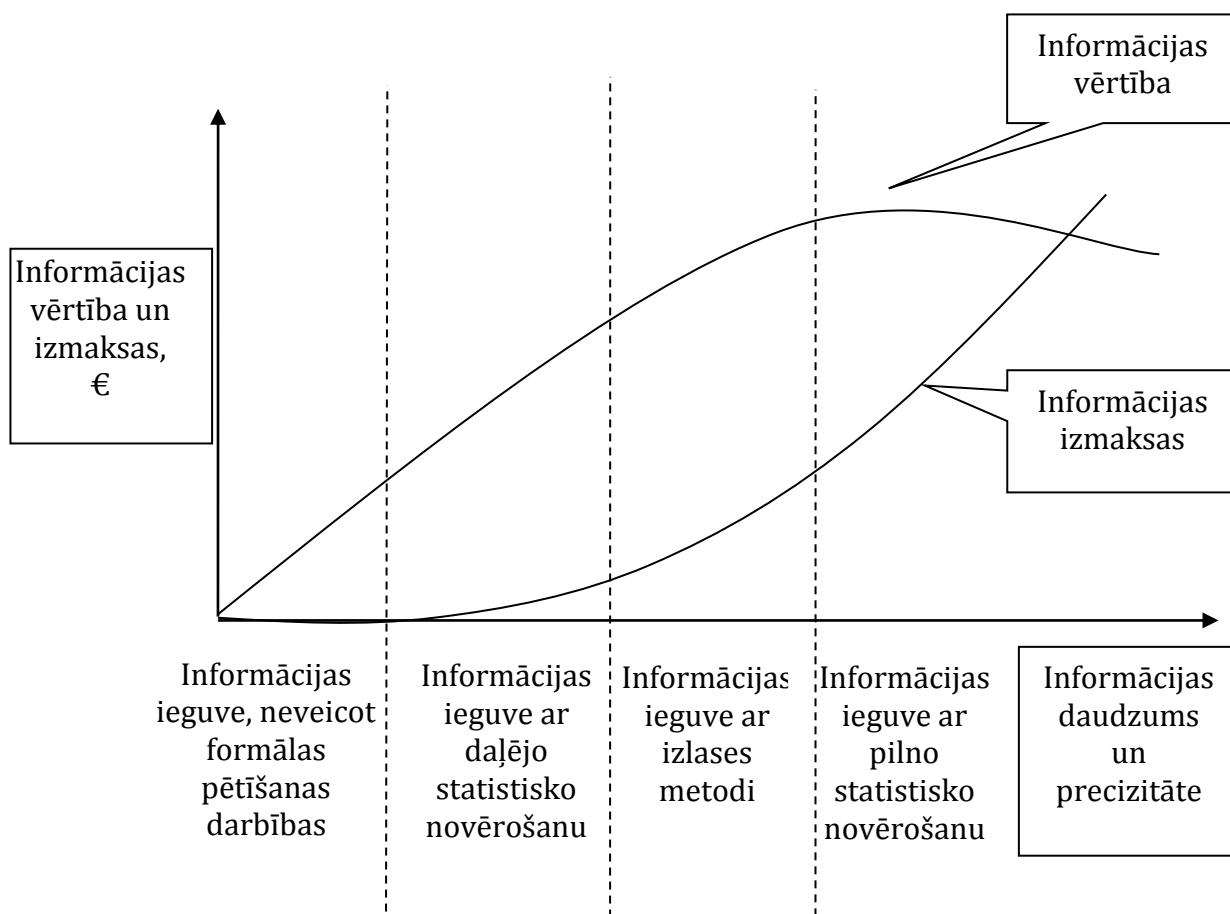 Informācijas
vērtība
Informācijas
vērtība un
izmaksas,
€
Informācijas
izmaksas
Informācijas
ieguve, neveicot
formālas
pētīšanas
darbības
Informācijas
ieguve ar
daļējo
statistisko
novērošanu
Informācijas
ieguve ar
izlases
metodi
Informācijas
ieguve ar
pilno
statistisko
novērošanu
Informācijas
daudzums
un
precizitāte